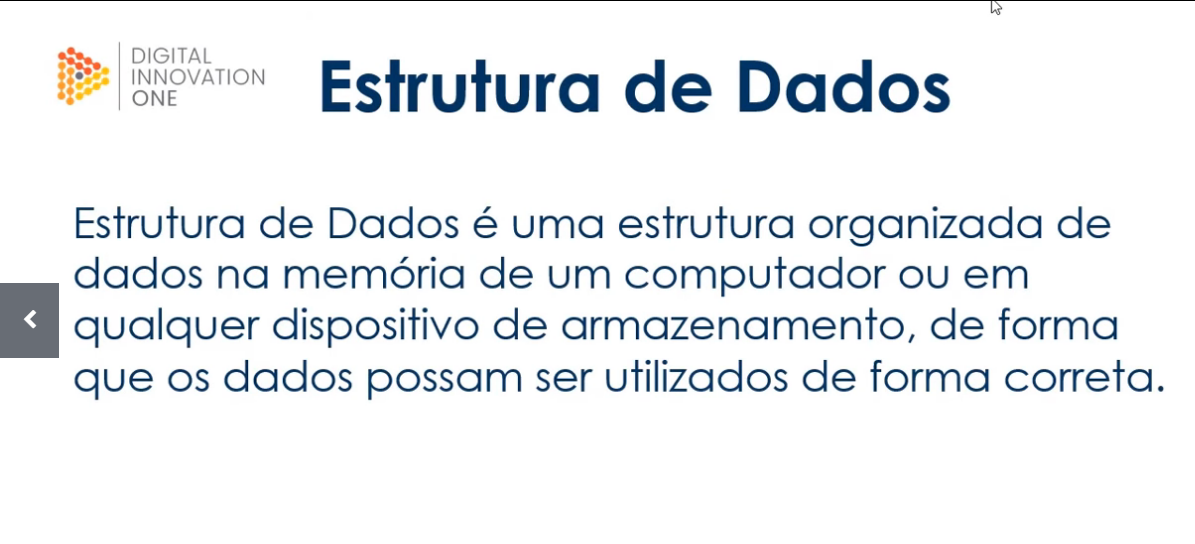 DIGITAL
INNOVATION
ONE
Estrutura de Dados
Estrutura de Dados é uma estrutura organizada de
dados na memória de um computador ou em
qualquer dispositivo de armazenamento, de forma
que os dados possam ser utilizados de forma correta.